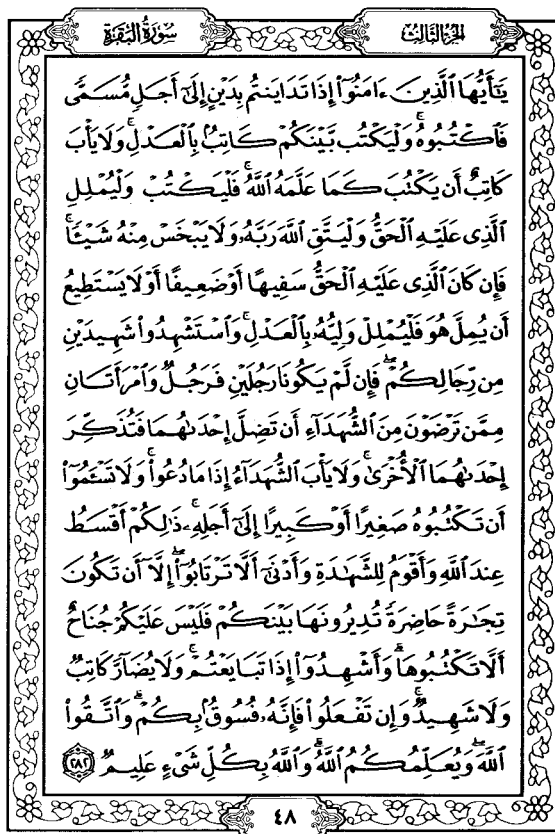 سُورَةُ البَقَرَةِ
الجزء الثالث
يَٰٓأَيُّهَا ٱلَّذِينَ ءَامَنُوٓا۟ إِذَا تَدَايَنتُم بِدَيْنٍ إِلَىٰٓ أَجَلٍ مُّسَمًّى
فَٱكْتُبُوهُ ۚ وَلْيَكْتُب بَّيْنَكُمْ كَاتِبٌۢ بِٱلْعَدْلِ ۚ وَلَا يَأْبَ
كَاتِبٌ أَن يَكْتُبَ كَمَا عَلَّمَهُ ٱللَّهُ ۚ فَلْيَكْتُبْ وَلْيُمْلِلِ
ٱلَّذِى عَلَيْهِ ٱلْحَقُّ وَلْيَتَّقِ ٱللَّهَ رَبَّهُۥ وَلَا يَبْخَسْ مِنْهُ شَيْـًٔا ۚ
فَإِن كَانَ ٱلَّذِى عَلَيْهِ ٱلْحَقُّ سَفِيهًا أَوْ ضَعِيفًا أَوْ لَا يَسْتَطِيعُ
أَن يُمِلَّ هُوَ فَلْيُمْلِلْ وَلِيُّهُۥ بِٱلْعَدْلِ ۚ وَٱسْتَشْهِدُوا۟ شَهِيدَيْنِ
مِن رِّجَالِكُمْ ۖ فَإِن لَّمْ يَكُونَا رَجُلَيْنِ فَرَجُلٌ وَٱمْرَأَتَانِ
مِمَّن تَرْضَوْنَ مِنَ ٱلشُّهَدَآءِ أَن تَضِلَّ إِحْدَىٰهُمَا فَتُذَكِّرَ
إِحْدَىٰهُمَا ٱلْأُخْرَىٰ ۚ وَلَا يَأْبَ ٱلشُّهَدَآءُ إِذَا مَا دُعُوا۟ ۚ وَلَا تَسْـَٔمُوٓا۟
أَن تَكْتُبُوهُ صَغِيرًا أَوْ كَبِيرًا إِلَىٰٓ أَجَلِهِۦ ۚ ذَٰلِكُمْ أَقْسَطُ
عِندَ ٱللَّهِ وَأَقْوَمُ لِلشَّهَٰدَةِ وَأَدْنَىٰٓ أَلَّا تَرْتَابُوٓا۟ ۖ إِلَّآ أَن تَكُونَ
تِجَٰرَةً حَاضِرَةً تُدِيرُونَهَا بَيْنَكُمْ فَلَيْسَ عَلَيْكُمْ جُنَاحٌ
أَلَّا تَكْتُبُوهَا ۗ وَأَشْهِدُوٓا۟ إِذَا تَبَايَعْتُمْ ۚ وَلَا يُضَآرَّ كَاتِبٌ
وَلَا شَهِيدٌ ۚ وَإِن تَفْعَلُوا۟ فَإِنَّهُۥ فُسُوقٌۢ بِكُمْ ۗ وَٱتَّقُوا۟
ٱللَّهَ ۖ وَيُعَلِّمُكُمُ ٱللَّهُ ۗ وَٱللَّهُ بِكُلِّ شَىْءٍ عَلِيمٌ ٢٨٢
٤٨